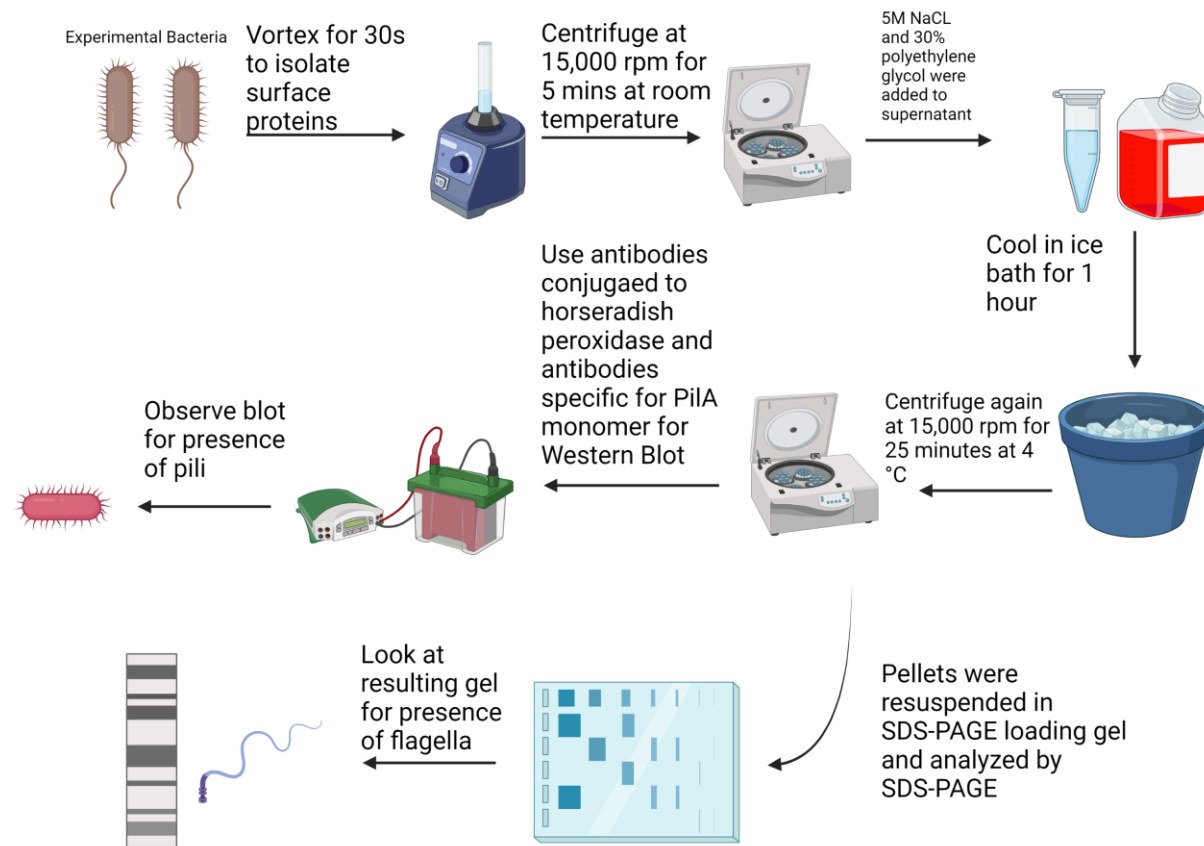 Experimental Bacteria
Vortex for 30s
to isolate
surface
proteins
Centrifuge at
15,000 rpm for
5 mins at room
temperature
5M NaCL
and 30%
polyethylene
glycol were
added to
supernatant
Cool in ice
bath for 1
hour
Centrifuge again
at 15,000 rpm for
25 minutes at 4
°C
Use antibodies
conjugaed to
horseradish
peroxidase and
antibodies
specific for PilA
monomer for
Western Blot
Observe blot
for presence
of pili
Pellets were
resuspended in
SDS-PAGE loading gel
and analyzed by
SDS-PAGE
Look at
resulting gel
for presence
of flagella